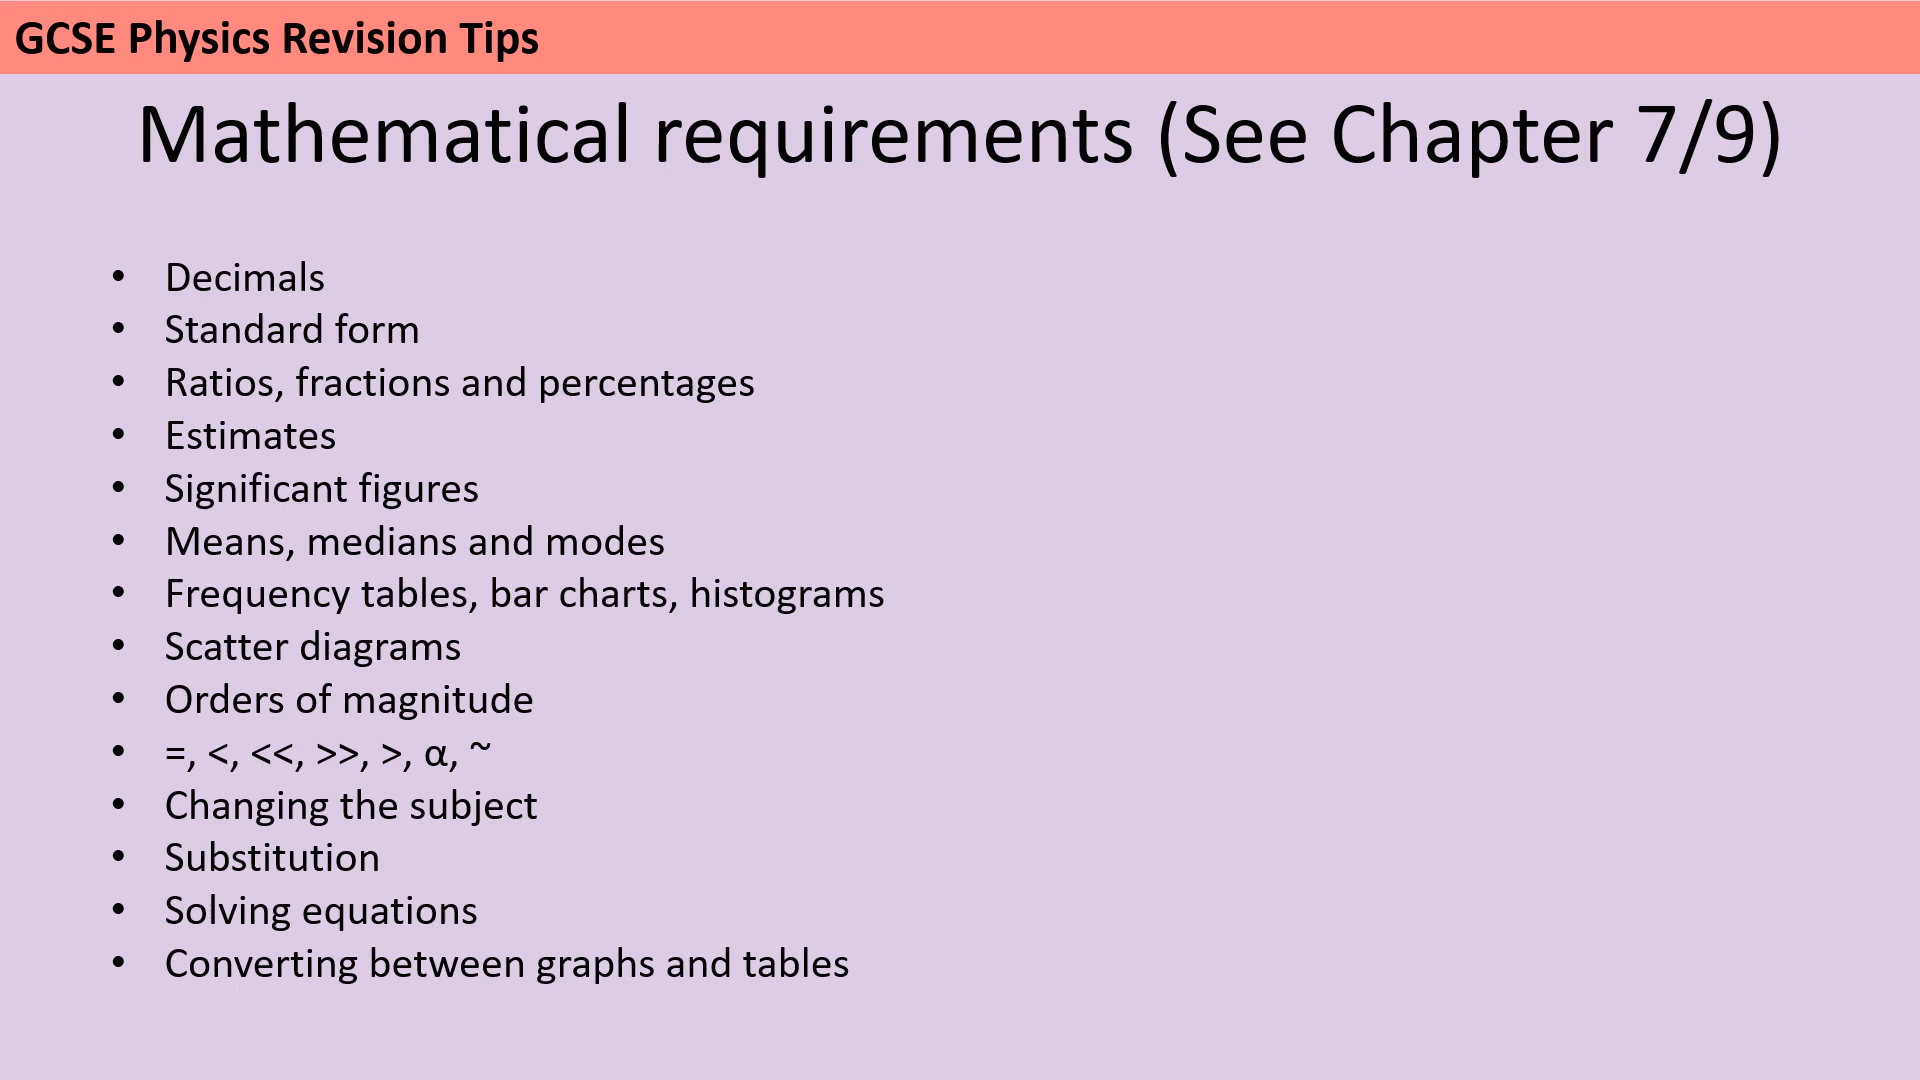 GCSE Physics Revision Tips
Mathematical requirements (See Chapter 7/9)
• Decimals
• Standard form
• Ratios, fractions and percentages
• Estimates
• Significant figures
• Means, medians and modes
• Frequency tables, bar charts, histograms
• Scatter diagrams
• Orders of magnitude
• =, <, <<, >>, >, α, ~
• Changing the subject
• Substitution
• Solving equations
• Converting between graphs and tables